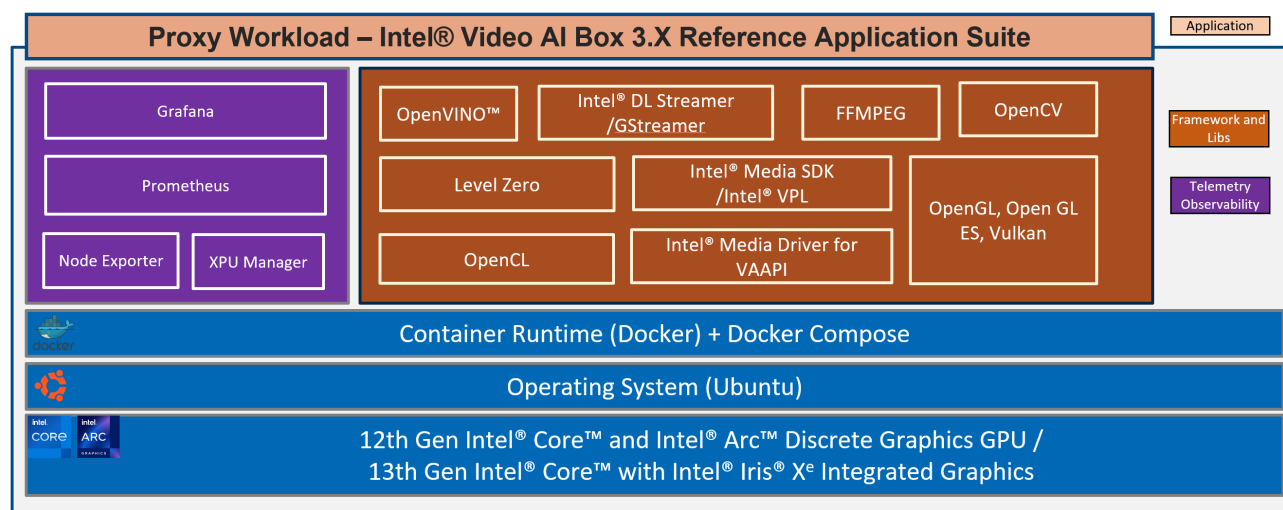 Proxy Workload – Intel® Video AI Box 3.X Reference Application Suite
Application
Grafana
Prometheus
Node Exporter
XPU Manager
OpenVINO™
Intel® DL Streamer
/GStreamer
FFMPEG
OpenCV
Level Zero
Intel® Media SDK
/Intel® VPL
OpenGL, Open GL
ES, Vulkan
OpenCL
Intel® Media Driver for
VAAPI
Framework and
Libs
Telemetry
Observability
docker
Container Runtime (Docker) + Docker Compose
Operating System (Ubuntu)
intel.
CORE
intel.
ARC
GRAPHICS
12th Gen Intel® Core™ and Intel® Arc™ Discrete Graphics GPU /
13th Gen Intel® Core™ with Intel® Iris® Xᵉ Integrated Graphics